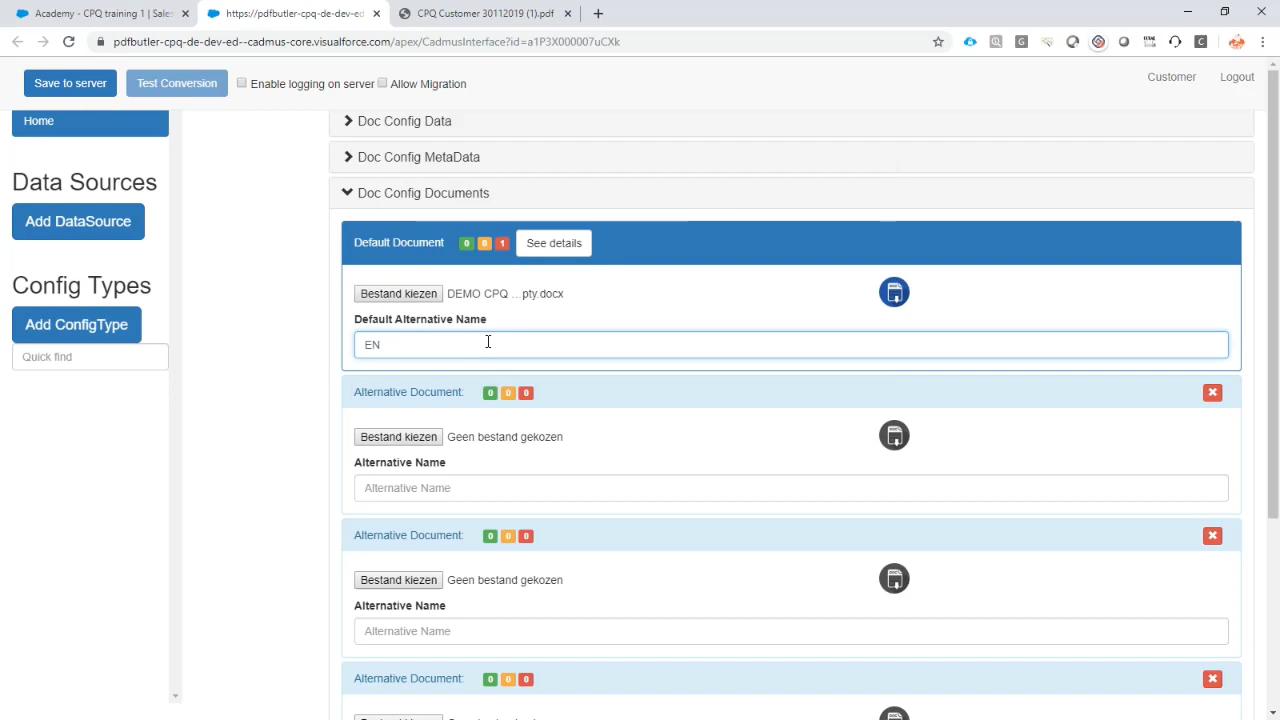 Academy - CPQ training 1 | Sales
https://pdfbutler-cpq-de-dev-ed
CPQ Customer 30112019 (1).pdf
pdfbutler-cpq-de-dev-ed--cadmus-core.visualforce.com/apex/CadmusInterface?id=a1P3X000007uCXk
Save to server
Test Conversion
Enable logging on server
Allow Migration
Customer
Logout
Home
Data Sources
Add DataSource
Config Types
Add ConfigType
Quick find
Doc Config Data
Doc Config MetaData
Doc Config Documents
Default Document 0 0 1 See details
Bestand kiezen DEMO CPQ ...pty.docx
Default Alternative Name
EN
Alternative Document: 0 0 0
Bestand kiezen Geen bestand gekozen
Alternative Name
Alternative Name
Alternative Document: 0 0 0
Bestand kiezen Geen bestand gekozen
Alternative Name
Alternative Name
Alternative Document: 0 0 0